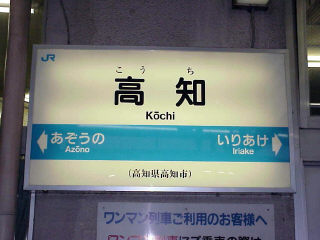 JR
こうち
高知
Kōchi
あぞうの いりあけ
Azōno Iriake
(高知県高知市)
ワンマン列車ご利用のお客様へ